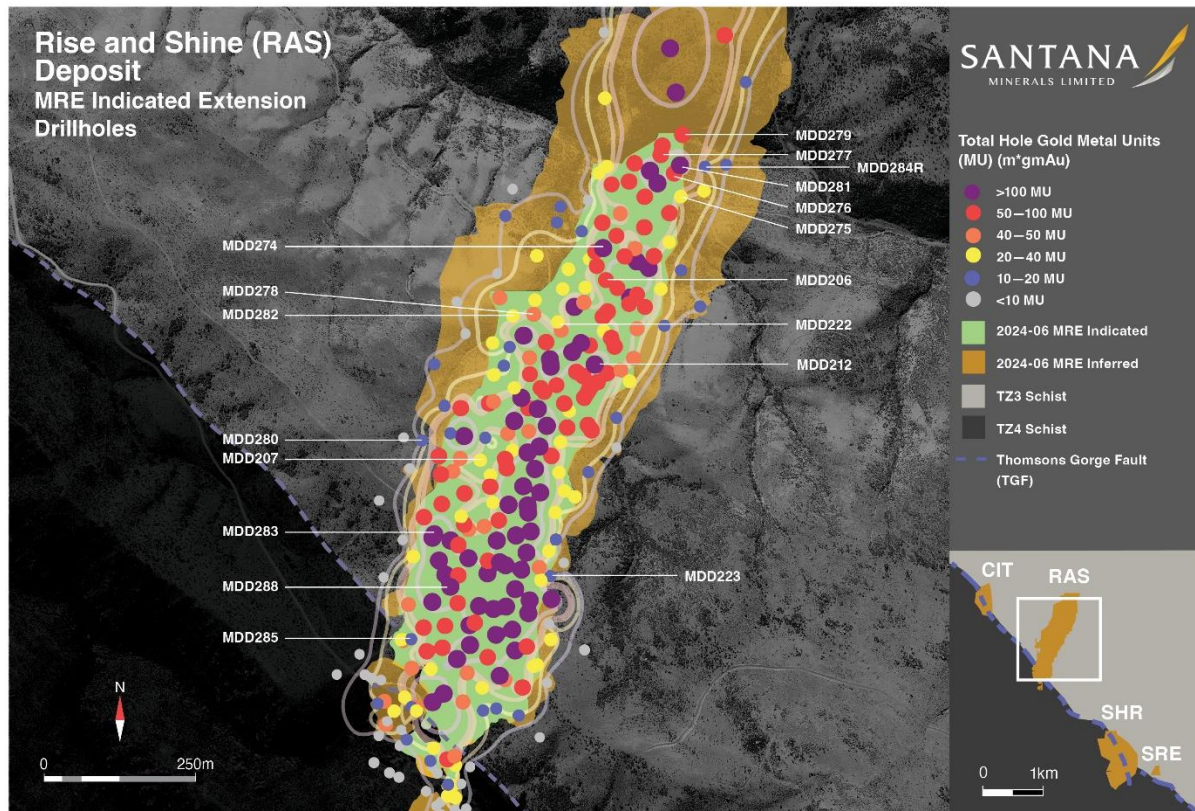 Rise and Shine (RAS)
Deposit
MRE Indicated Extension
Drillholes
MDD279
MDD277
MDD284R
MDD281
MDD276
MDD275
MDD274
MDD206
MDD278
MDD282
MDD222
MDD212
MDD280
MDD207
MDD283
MDD223
MDD288
MDD285
N
0 250m
SANTANA
MINERALS LIMITED
Total Hole Gold Metal Units
(MU) (m*gmAu)
>100 MU
50—100 MU
40—50 MU
20—40 MU
10—20 MU
<10 MU
2024-06 MRE Indicated
2024-06 MRE Inferred
TZ3 Schist
TZ4 Schist
Thomsons Gorge Fault
(TGF)
CIT
RAS
SHR
SRE
0 1km